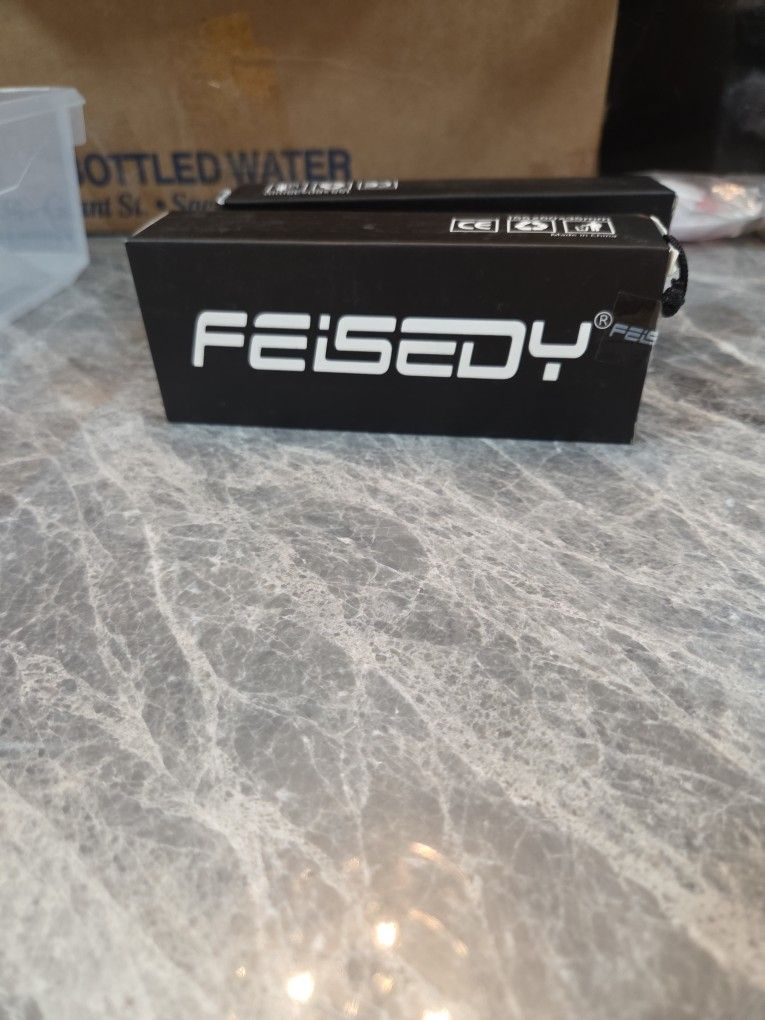 BOTTLED WATER
FEISEDY®
FEIS
CE
Made in China